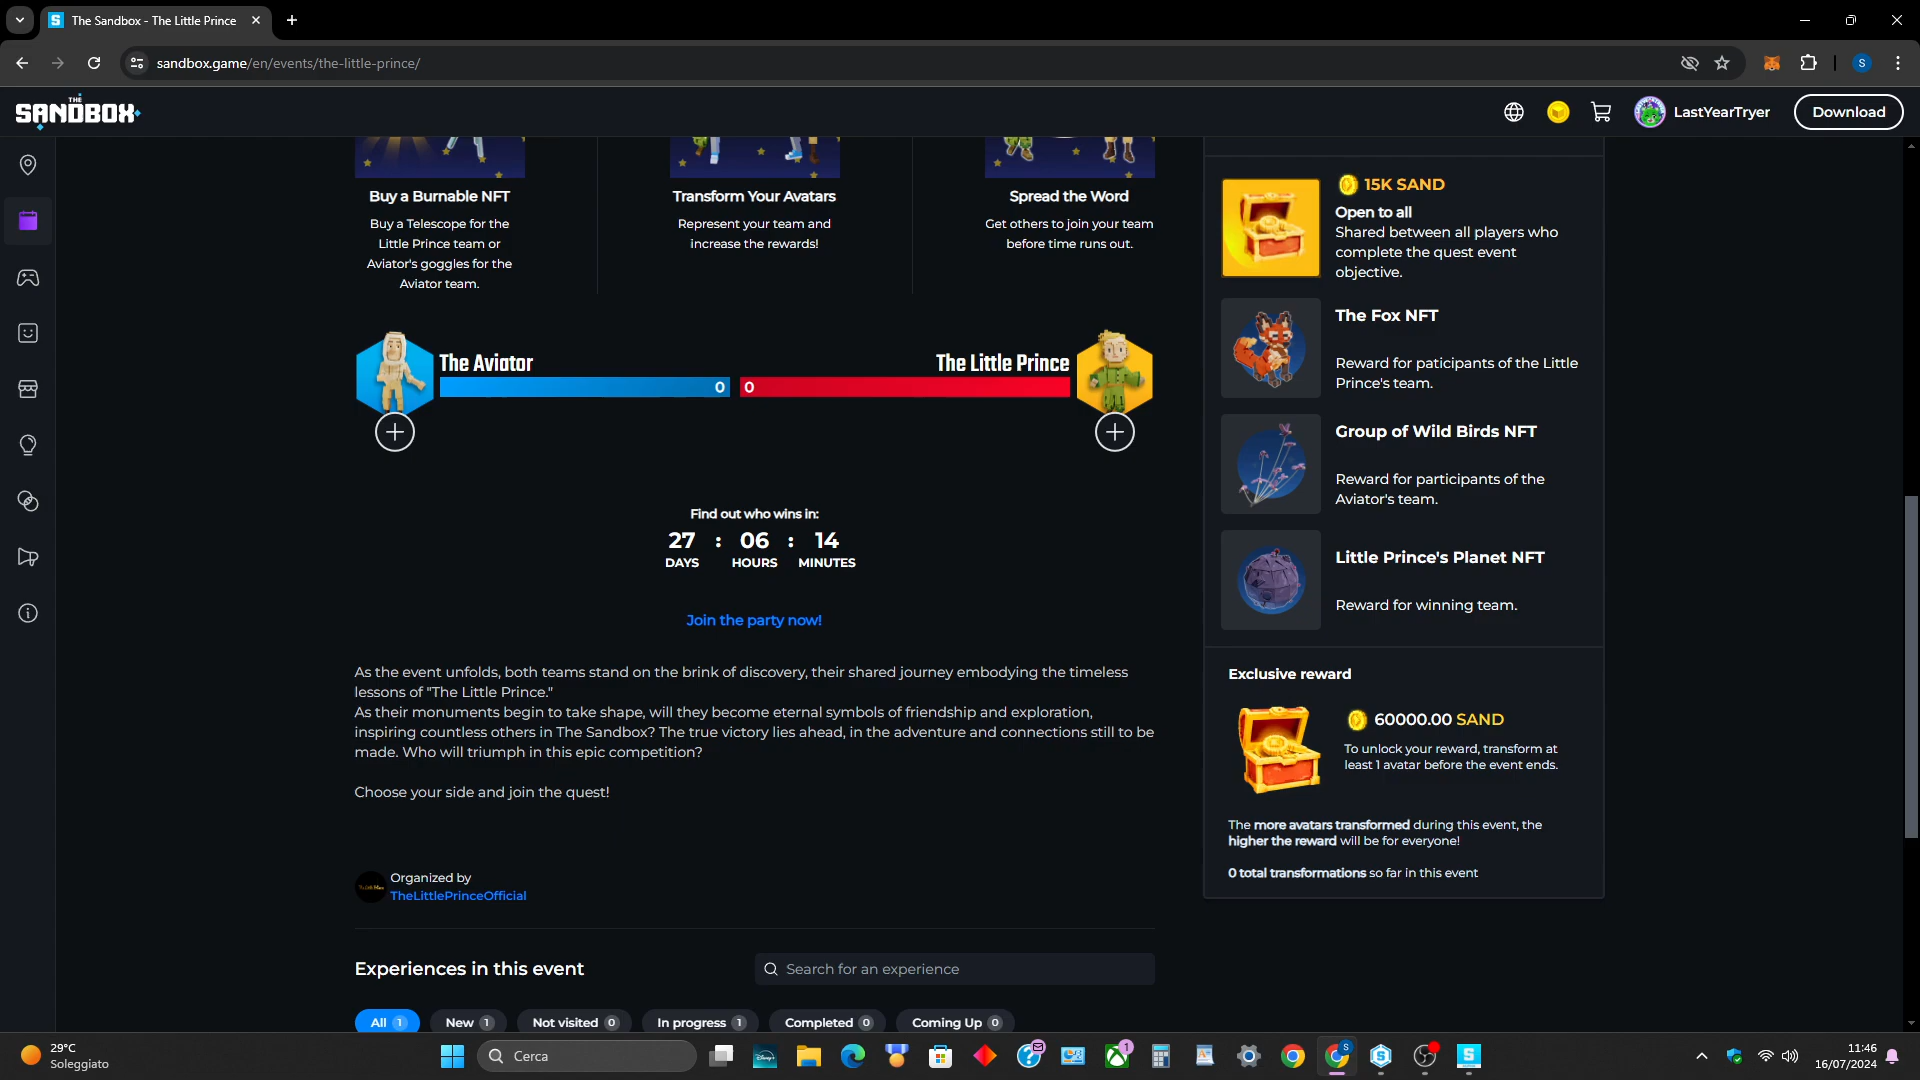 The Sandbox - The Little Prince
sandbox.game/en/events/the-little-prince/
S
THE
SANDBOX
LastYearTryer
Download
Buy a Burnable NFT
Buy a Telescope for the
Little Prince team or
Aviator's goggles for the
Aviator team.
Transform Your Avatars
Represent your team and
increase the rewards!
Spread the Word
Get others to join your team
before time runs out.
The Aviator
0
The Little Prince
0
Find out who wins in:
27 : 06 : 14
DAYS HOURS MINUTES
Join the party now!
As the event unfolds, both teams stand on the brink of discovery, their shared journey embodying the timeless
lessons of "The Little Prince."
As their monuments begin to take shape, will they become eternal symbols of friendship and exploration,
inspiring countless others in The Sandbox? The true victory lies ahead, in the adventure and connections still to be
made. Who will triumph in this epic competition?
Choose your side and join the quest!
Organized by
TheLittlePrinceOfficial
Experiences in this event
Search for an experience
All 1
New 1
Not visited 0
In progress 1
Completed 0
Coming Up 0
15K SAND
Open to all
Shared between all players who
complete the quest event
objective.
The Fox NFT
Reward for paticipants of the Little
Prince's team.
Group of Wild Birds NFT
Reward for participants of the
Aviator's team.
Little Prince's Planet NFT
Reward for winning team.
Exclusive reward
60000.00 SAND
To unlock your reward, transform at
least 1 avatar before the event ends.
The more avatars transformed during this event, the
higher the reward will be for everyone!
0 total transformations so far in this event
29°C
Soleggiato
Cerca
1
11:46
16/07/2024